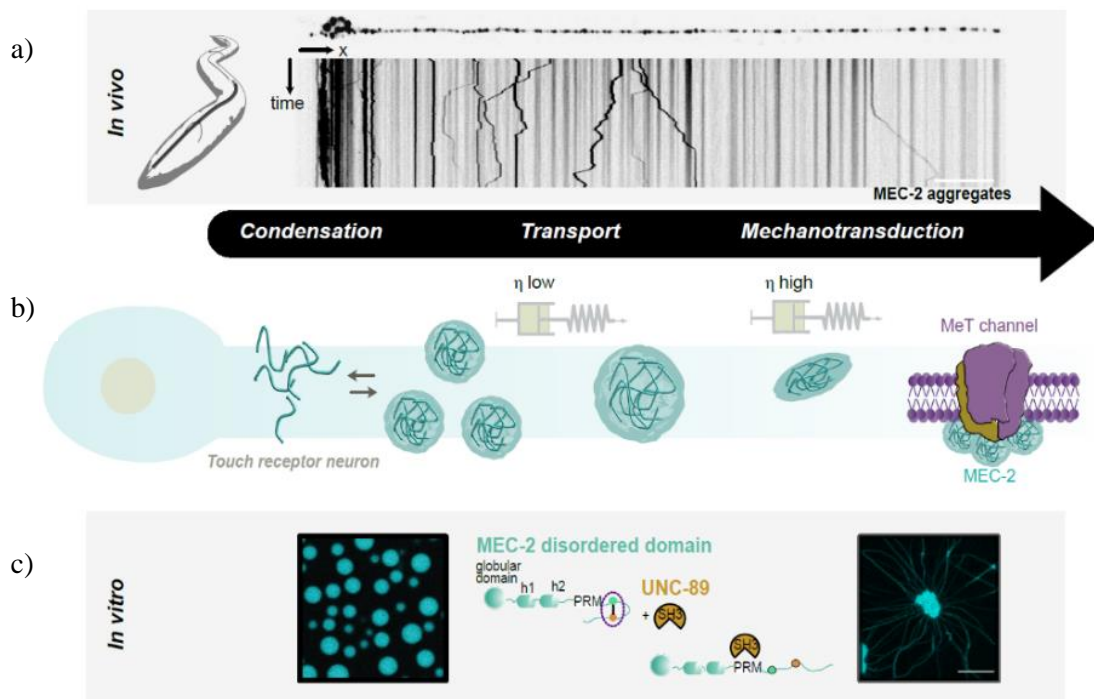 a)
In vivo
x
time
MEC-2 aggregates
Condensation Transport Mechanotransduction
b)
η low
η high
MeT channel
Touch receptor neuron
MEC-2
c)
In vitro
MEC-2 disordered domain
globular
domain
h1 h2
PRM
UNC-89
+ SH3
SH3
PRM